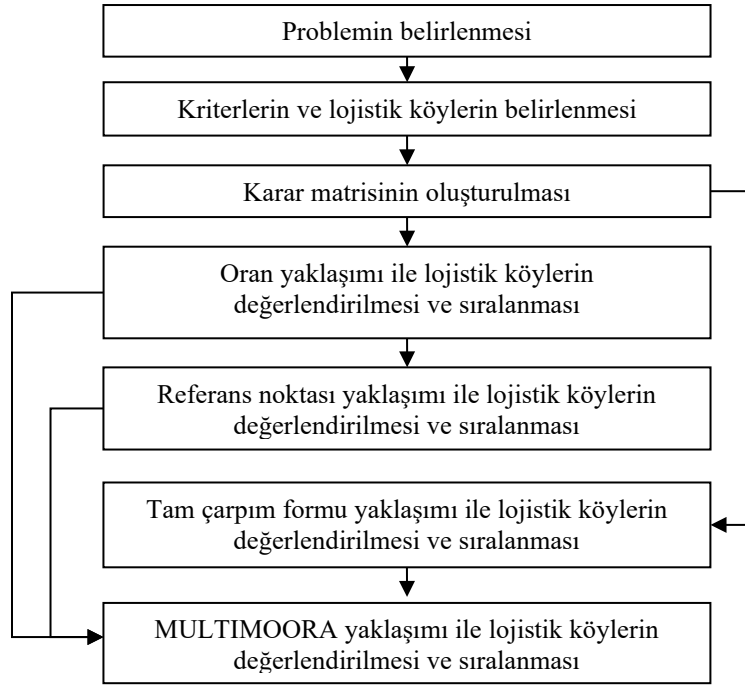 Problemin belirlenmesi
Kriterlerin ve lojistik köylerin belirlenmesi
Karar matrisinin oluşturulması
Oran yaklaşımı ile lojistik köylerin
değerlendirilmesi ve sıralanması
Referans noktası yaklaşımı ile lojistik köylerin
değerlendirilmesi ve sıralanması
Tam çarpım formu yaklaşımı ile lojistik köylerin
değerlendirilmesi ve sıralanması
MULTIMOORA yaklaşımı ile lojistik köylerin
değerlendirilmesi ve sıralanması